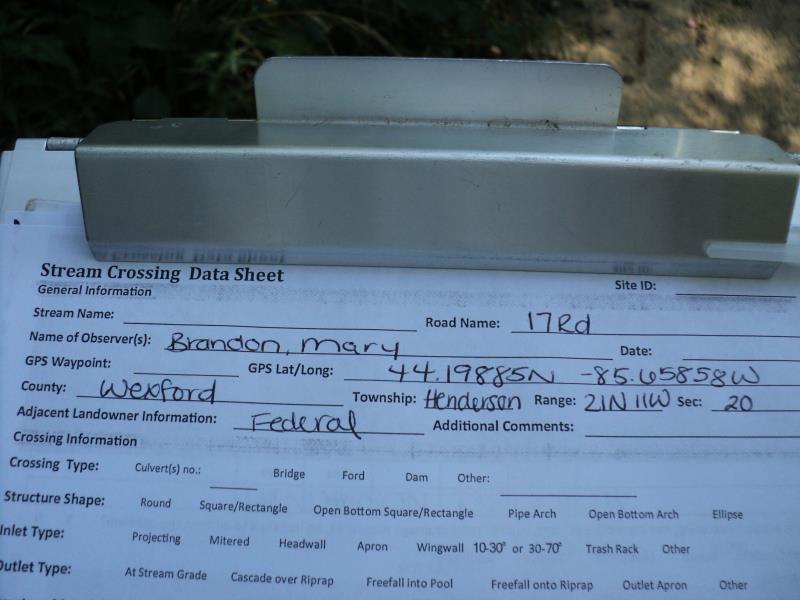 Stream Crossing Data Sheet Site ID:
General Information
Stream Name: Road Name: 17Rd
Name of Observer(s): Brandon, Mary Date:
GPS Waypoint: GPS Lat/Long: 44.19885N -85.65858W
County: Wexford Township: Henderson Range: 21N 11W Sec: 20
Adjacent Landowner Information: Federal Additional Comments:
Crossing Information
Crossing Type: Culvert(s) no.: Bridge Ford Dam Other:
Structure Shape: Round Square/Rectangle Open Bottom Square/Rectangle Pipe Arch Open Bottom Arch Ellipse
Inlet Type: Projecting Mitered Headwall Apron Wingwall 10-30° or 30-70° Trash Rack Other
Outlet Type: At Stream Grade Cascade over Riprap Freefall into Pool Freefall onto Riprap Outlet Apron Other